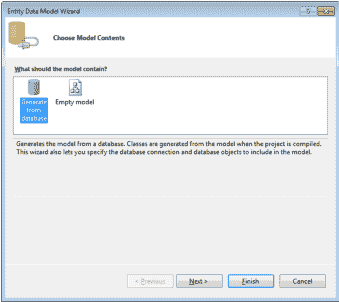 Entity Data Model Wizard
Choose Model Contents
What should the model contain?
Generate from database
Empty model
Generates the model from a database. Classes are generated from the model when the project is compiled.
This wizard also lets you specify the database connection and database objects to include in the model.
< Previous
Next >
Finish
Cancel